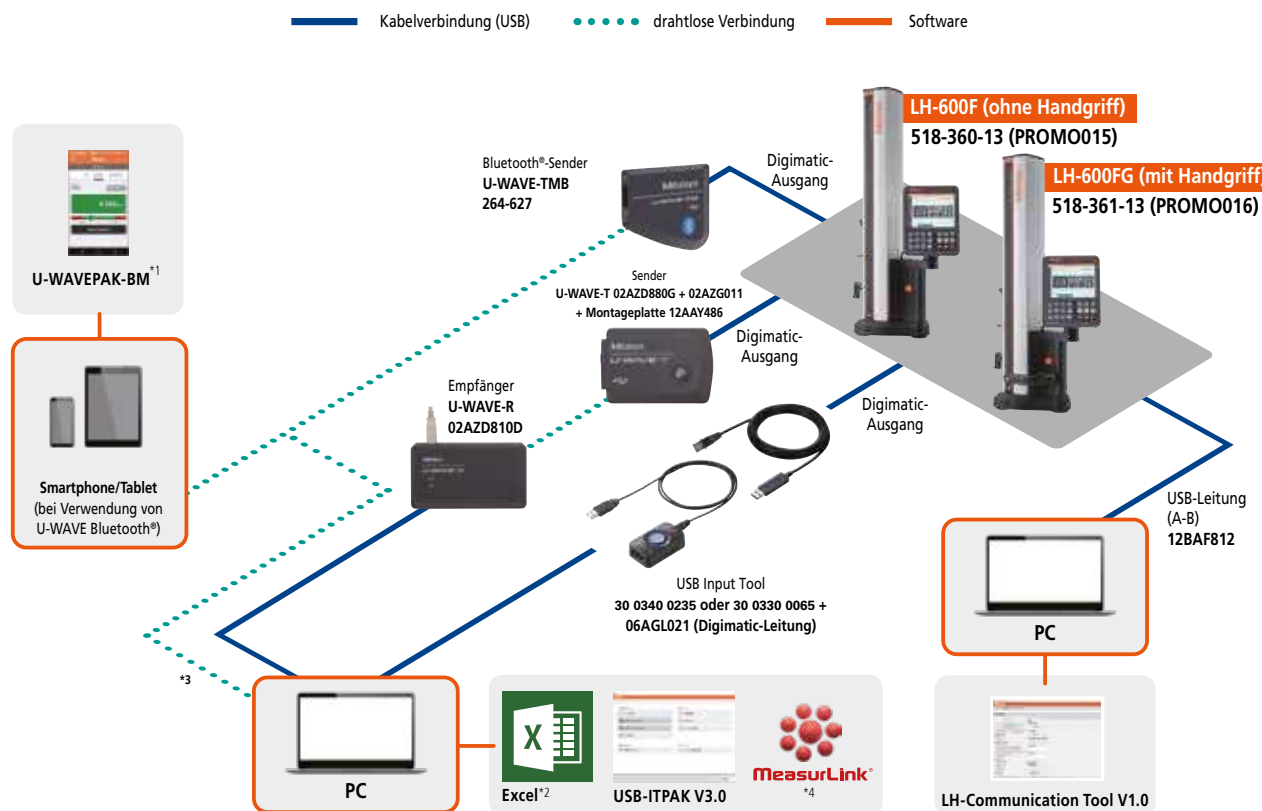 Kabelverbindung (USB)
drahtlose Verbindung
Software
LH-600F (ohne Handgriff)
518-360-13 (PROMO015)
LH-600FG (mit Handgriff)
518-361-13 (PROMO016)
Bluetooth®-Sender
U-WAVE-TMB
264-627
Digimatic-
Ausgang
U-WAVEPAK-BM*1
Sender
U-WAVE-T 02AZD880G + 02AZG011
+ Montageplatte 12AAY486
Digimatic-
Ausgang
Mitutoyo
Empfänger
U-WAVE-R
02AZD810D
Digimatic-
Ausgang
Smartphone/Tablet
(bei Verwendung von
U-WAVE Bluetooth®)
USB-Leitung
(A-B)
12BAF812
USB Input Tool
30 0340 0235 oder 30 0330 0065 +
06AGL021 (Digimatic-Leitung)
PC
*3
PC
X
Excel*2
USB-ITPAK V3.0
MeasurLink®
*4
LH-Communication Tool V1.0